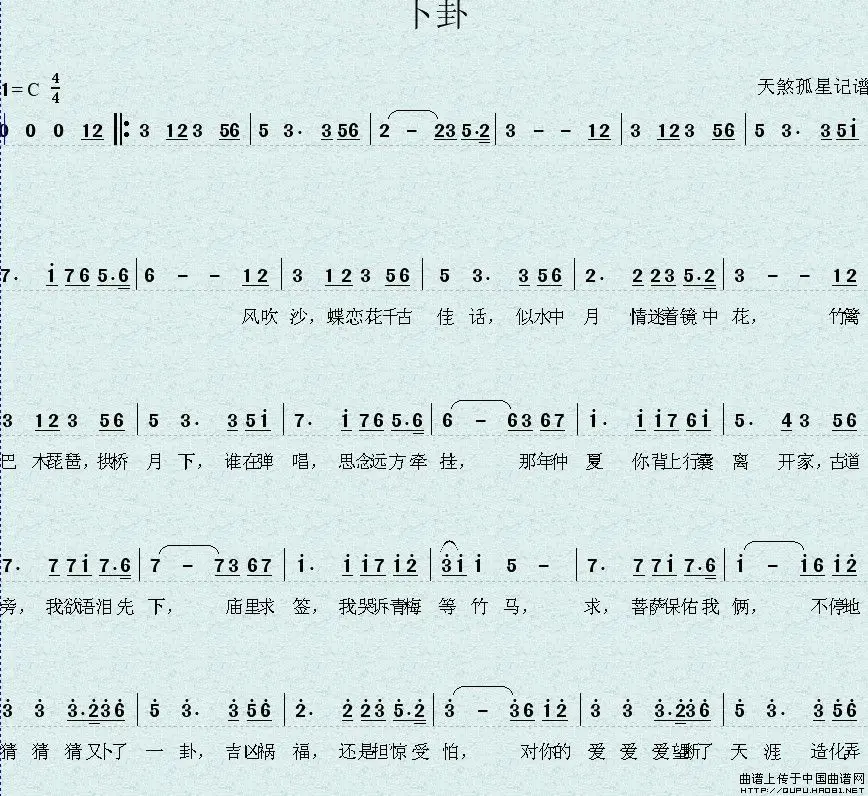 卜卦
1=C 4/4
天煞孤星记谱
0 0 0 12 ‖: 3 123 56 | 5 3· 356 | 2 - 235·2 | 3 - - 12 | 3 123 56 | 5 3· 35i
7· i 76 5·6 | 6 - - 12 | 3 123 56 | 5 3· 356 | 2· 2235·2 | 3 - - 12
风吹 沙，蝶恋花千古 佳 话，似水中 月 情迷着镜中 花， 竹篱
3 123 56 | 5 3· 35i | 7· i765·6 | 6 - 6367 | i· ii76i | 5· 43 56
巴 木琵琶，拱桥 月 下，谁在弹 唱，思念远方牵 挂， 那年仲 夏 你背上行囊 离 开家，古道
7· 77i7·6 | 7 - 7367 | i· ii7i2 | 3ii 5 - | 7· 77i7·6 | i - i6i2
旁，我欲语泪先 下， 庙里求 签，我哭诉青梅 等 竹 马， 求，菩萨保佑我 俩， 不停地
3 3 3·236 | 5 3· 356 | 2· 2235·2 | 3 - 36i2 | 3 3 3·236 | 5 3· 356
猜 猜 猜又卜了 一 卦，吉凶祸 福，还是担惊受 怕， 对你的 爱 爱 爱望断了 天 涯 造化弄
曲谱上传于中国曲谱网
HTTP://QUPU.HAO81.NET